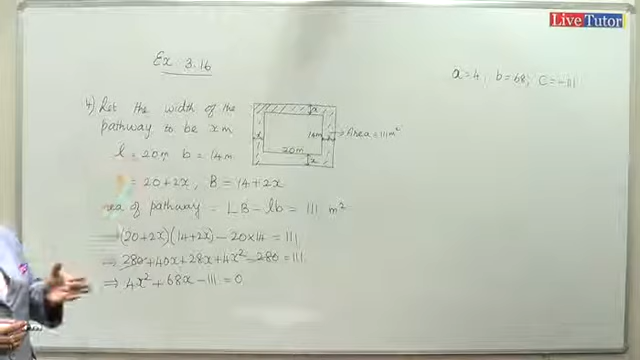 Live Tutor
Ex 3.16
a=4, b=68, C=-111
4) Let the width of the
pathway to be x m
l = 20m b = 14m
= 20+2x, B = 14+2x
area of pathway = LB - lb = 111 m²
(20+2x)(14+2x) - 20×14 = 111
⇒ 280+40x+28x+4x²-280=111
⇒ 4x²+68x-111=0
x
x
14m
x
20m
x
→Area=111m²